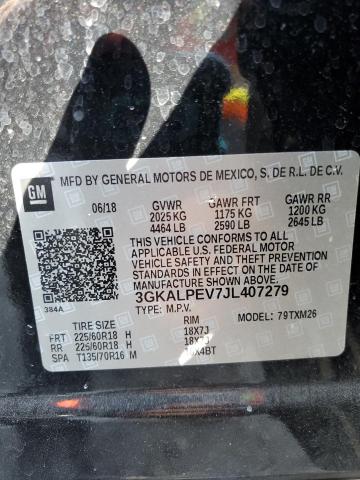 GM
MFD BY GENERAL MOTORS DE MEXICO, S. DE R.L. DE C.V.
06/18 GVWR GAWR FRT GAWR RR
2025 KG 1175 KG 1200 KG
4464 LB 2590 LB 2645 LB
THIS VEHICLE CONFORMS TO ALL
APPLICABLE U.S. FEDERAL MOTOR
VEHICLE SAFETY AND THEFT PREVENTION
STANDARDS IN EFFECT ON THE DATE OF
MANUFACTURE SHOWN ABOVE.
384A
3GKALPEV7JL407279
TYPE: M.P.V. MODEL: 79TXM26
TIRE SIZE RIM
FRT 225/60R18 H 18X7J
RR 225/60R18 H 18X7J
SPA T135/70R16 M 16X4BT